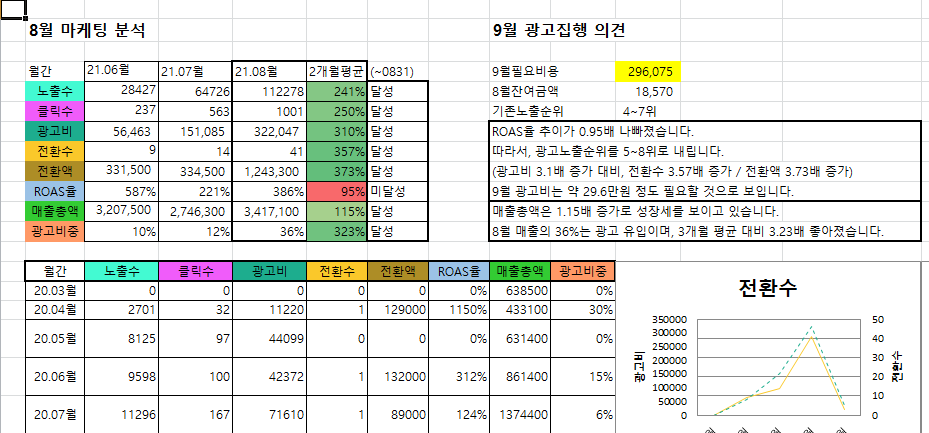 8월 마케팅 분석
9월 광고집행 의견
월간 21.06월 21.07월 21.08월 2개월평균 (~0831)
9월필요비용 296,075
노출수 28427 64726 112278 241% 달성
8월잔여금액 18,570
클릭수 237 563 1001 250% 달성
기존노출순위 4~7위
광고비 56,463 151,085 322,047 310% 달성
ROAS율 추이가 0.95배 나빠졌습니다.
전환수 9 14 41 357% 달성
따라서, 광고노출순위를 5~8위로 내립니다.
전환액 331,500 334,500 1,243,300 373% 달성
(광고비 3.1배 증가 대비, 전환수 3.57배 증가 / 전환액 3.73배 증가)
ROAS율 587% 221% 386% 95% 미달성
9월 광고비는 약 29.6만원 정도 필요할 것으로 보입니다.
매출총액 3,207,500 2,746,300 3,417,100 115% 달성
매출총액은 1.15배 증가로 성장세를 보이고 있습니다.
광고비중 10% 12% 36% 323% 달성
8월 매출의 36%는 광고 유입이며, 3개월 평균 대비 3.23배 좋아졌습니다.
월간 노출수 클릭수 광고비 전환수 전환액 ROAS율 매출총액 광고비중
20.03월 0 0 0 0 0 0% 638500 0%
20.04월 2701 32 11220 1 129000 1150% 433100 30%
20.05월 8125 97 44099 0 0 0% 631400 0%
20.06월 9598 100 42372 1 132000 312% 861400 15%
20.07월 11296 167 71610 1 89000 124% 1374400 6%
전환수
광고비
350000
300000
250000
200000
150000
100000
50000
0
50
40
30
20
10
0
전환수